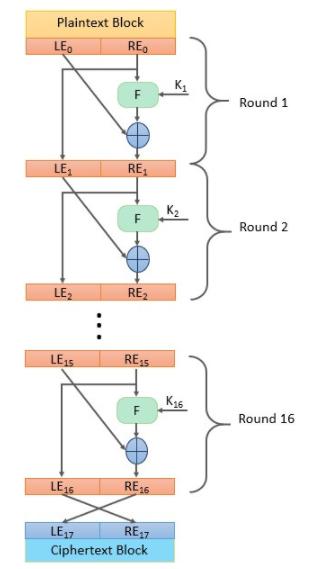 Plaintext Block
LE₀ RE₀
F K₁
Round 1
LE₁ RE₁
F K₂
Round 2
LE₂ RE₂
LE₁₅ RE₁₅
F K₁₆
Round 16
LE₁₆ RE₁₆
LE₁₇ RE₁₇
Ciphertext Block